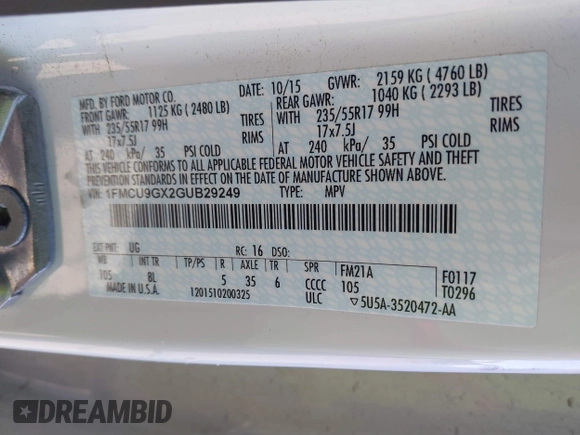 MFD. BY FORD MOTOR CO.
DATE: 10/15 GVWR: 2159 KG ( 4760 LB)
FRONT GAWR: 1125 KG ( 2480 LB) REAR GAWR: 1040 KG ( 2293 LB)
WITH 235/55R17 99H TIRES WITH 235/55R17 99H TIRES
17x7.5J RIMS 17x7.5J RIMS
AT 240 kPa/ 35 PSI COLD AT 240 kPa/ 35 PSI COLD
THIS VEHICLE CONFORMS TO ALL APPLICABLE FEDERAL MOTOR VEHICLE SAFETY AND THEFT
PREVENTION STANDARDS IN EFFECT ON THE DATE OF MANUFACTURE SHOWN ABOVE.
VIN: 1FMCU9GX2GUB29249 TYPE: MPV
EXT PNT: UG RC: 16 DSO:
WB INT TR TP/PS R AXLE TR SPR FM21A F0117
105 8L 5 35 6 CCCC 105 T0296
MADE IN U.S.A. 1201510200325 ULC ▽5U5A-3520472-AA
DREAMBID